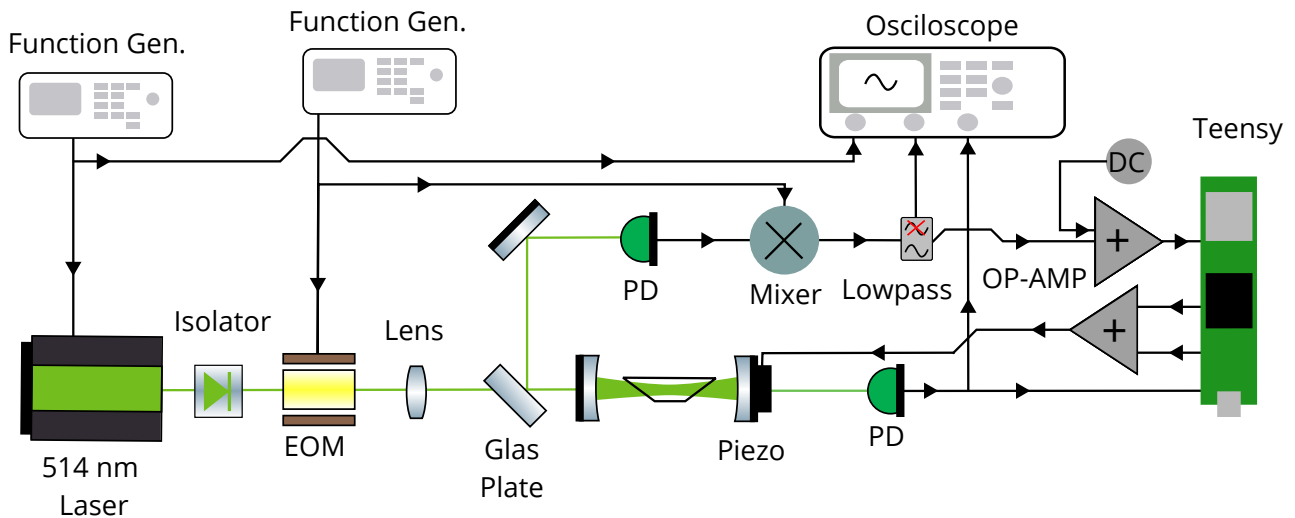 Function Gen.
Function Gen.
Osciloscope
Teensy
DC
PD
Mixer
Lowpass
OP-AMP
Isolator
Lens
EOM
Glas
Plate
Piezo
PD
514 nm
Laser